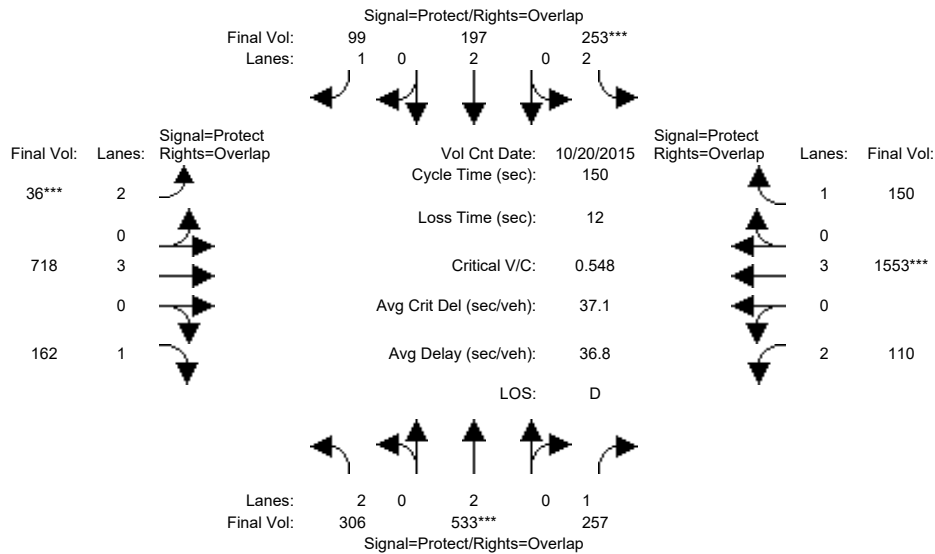 Signal=Protect/Rights=Overlap
Final Vol: 99 197 253***
Lanes: 1 0 2 0 2
Signal=Protect Signal=Protect
Final Vol: Lanes: Rights=Overlap Vol Cnt Date: 10/20/2015 Rights=Overlap Lanes: Final Vol:
Cycle Time (sec): 150
36*** 2 1 150
Loss Time (sec): 12
0 0
718 3 Critical V/C: 0.548 3 1553***
0 Avg Crit Del (sec/veh): 37.1 0
162 1 Avg Delay (sec/veh): 36.8 2 110
LOS: D
Lanes: 2 0 2 0 1
Final Vol: 306 533*** 257
Signal=Protect/Rights=Overlap